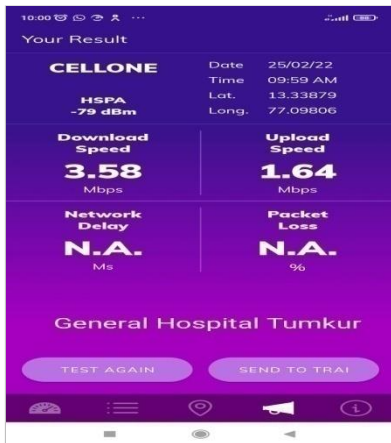 10:00
Your Result
CELLONE
HSPA
-79 dBm
Date 25/02/22
Time 09:59 AM
Lat. 13.33879
Long. 77.09806
Download Speed
3.58
Mbps
Upload Speed
1.64
Mbps
Network Delay
N.A.
Ms
Packet Loss
N.A.
%
General Hospital Tumkur
TEST AGAIN
SEND TO TRAI